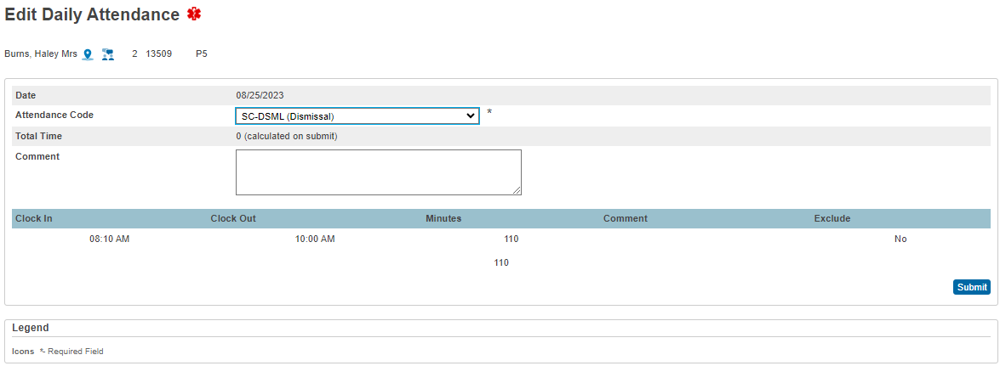 Edit Daily Attendance
Burns, Haley Mrs 2 13509 P5
Date 08/25/2023
Attendance Code SC-DSML (Dismissal) *
Total Time 0 (calculated on submit)
Comment
Clock In Clock Out Minutes Comment Exclude
08:10 AM 10:00 AM 110 No
110
Submit
Legend
Icons *- Required Field